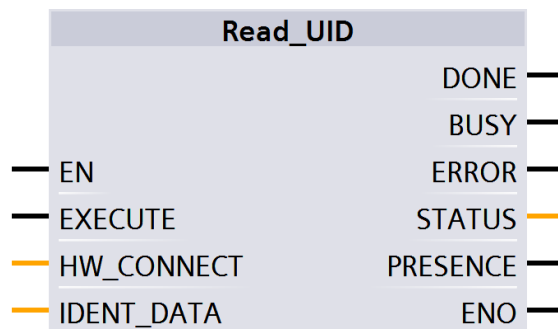 Read_UID
DONE
BUSY
EN ERROR
EXECUTE STATUS
HW_CONNECT PRESENCE
IDENT_DATA ENO